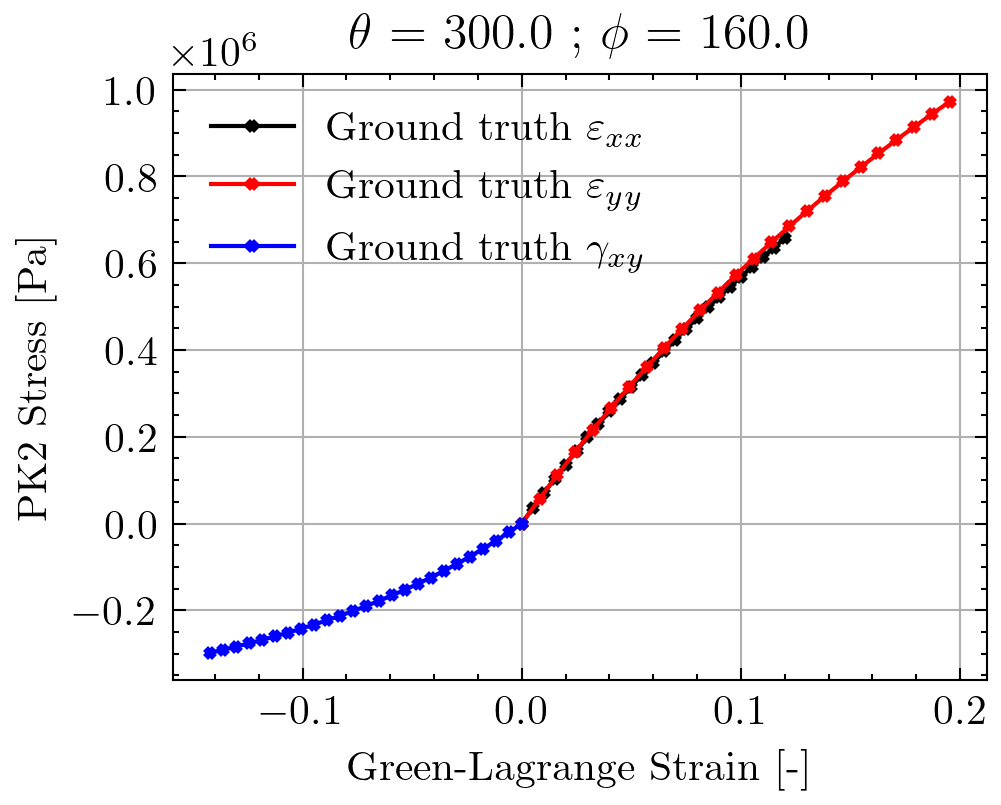 θ = 300.0 ; ϕ = 160.0
×10⁶
1.0
0.8
0.6
0.4
0.2
0.0
−0.2
Ground truth εₓₓ
Ground truth ε_yy
Ground truth γ_xy
PK2 Stress [Pa]
−0.1
0.0
0.1
0.2
Green-Lagrange Strain [-]